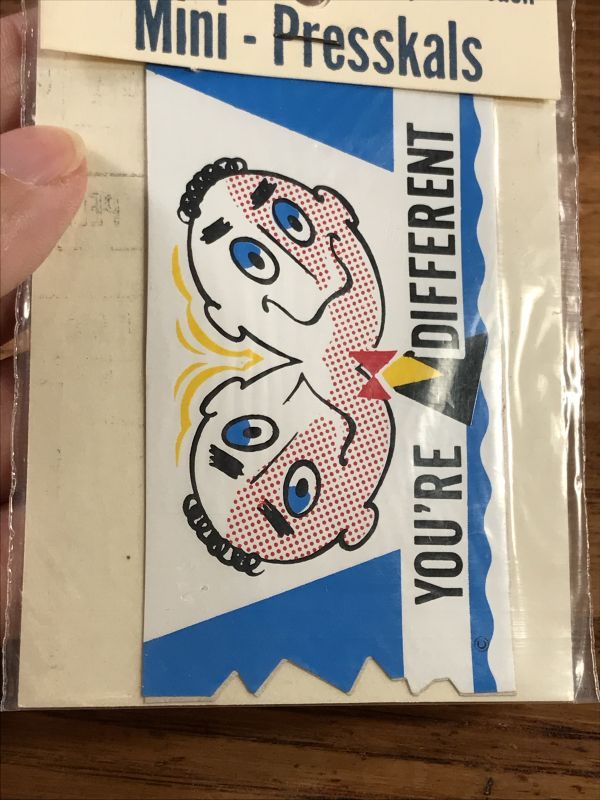 Mini - Presskals
YOU'RE DIFFERENT
©